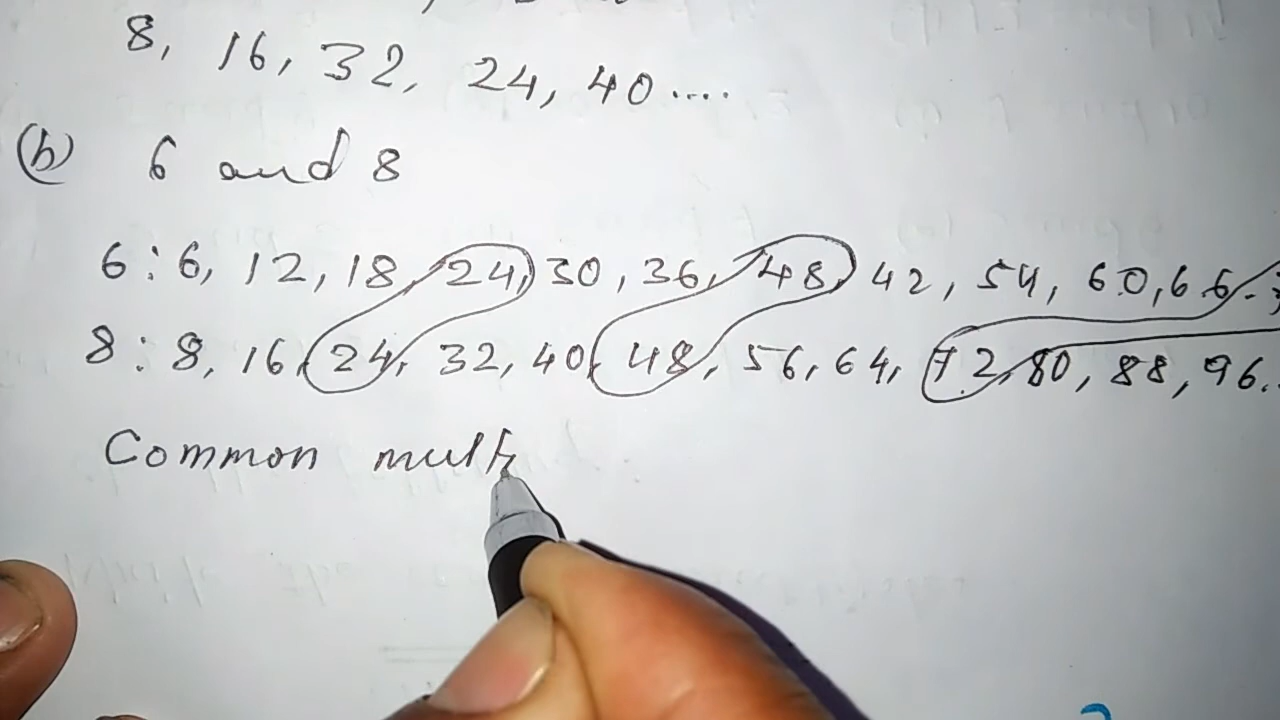 8, 16, 32, 24, 40....
(b) 6 and 8
6 : 6, 12, 18, 24, 30, 36, 48, 42, 54, 60, 66..
8 : 8, 16, 24, 32, 40, 48, 56, 64, 72, 80, 88, 96..
Common mult